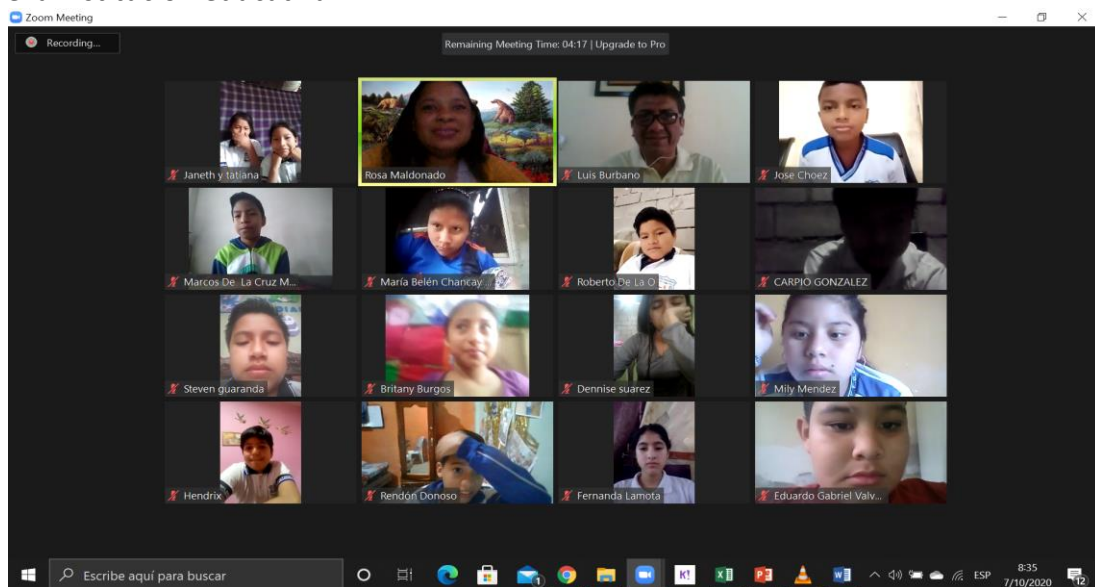 Zoom Meeting
Recording...
Remaining Meeting Time: 04:17 | Upgrade to Pro
Janeth y tatiana
Rosa Maldonado
Luis Burbano
Jose Choez
Marcos De La Cruz M...
María Belén Chancay...
Roberto De La O
CARPIO GONZALEZ
Steven guaranda
Britany Burgos
Dennise suarez
Mily Mendez
Hendrix
Rendón Donoso
Fernanda Lamota
Eduardo Gabriel Valv...
Escribe aquí para buscar
K!
ESP
8:35
7/10/2020
12